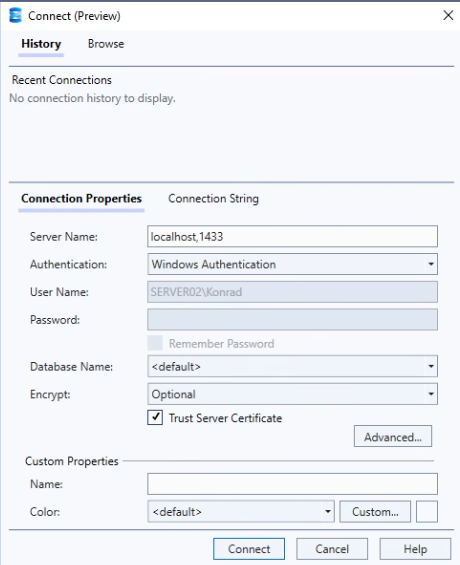 Connect (Preview)
History Browse
Recent Connections
No connection history to display.
Connection Properties Connection String
Server Name: localhost,1433
Authentication: Windows Authentication
User Name: SERVER02\Konrad
Password:
Remember Password
Database Name: <default>
Encrypt: Optional
Trust Server Certificate
Advanced...
Custom Properties
Name:
Color: <default> Custom...
Connect Cancel Help